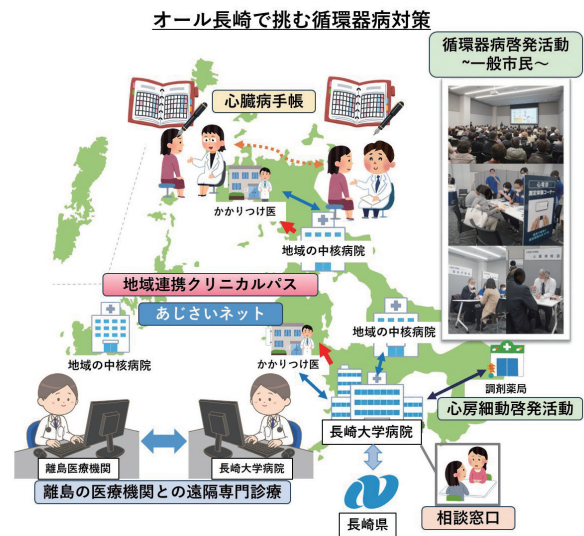 オール長崎で挑む循環器病対策
循環器病啓発活動
~一般市民～
心臓病手帳
かかりつけ医
地域の中核病院
地域連携クリニカルパス
あじさいネット
地域の中核病院
かかりつけ医
地域の中核病院
調剤薬局
心房細動啓発活動
長崎大学病院
離島医療機関
長崎大学病院
離島の医療機関との遠隔専門診療
長崎県
相談窓口